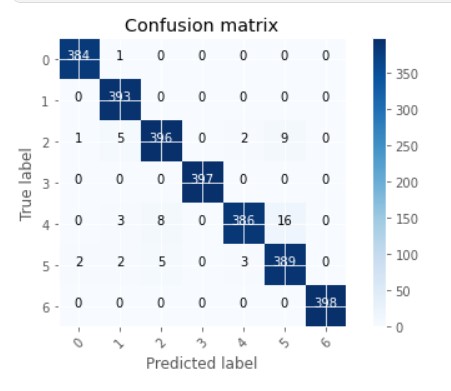 Confusion matrix
True label
0 384 1 0 0 0 0 0
1 0 393 0 0 0 0 0
2 1 5 396 0 2 9 0
3 0 0 0 397 0 0 0
4 0 3 8 0 386 16 0
5 2 2 5 0 3 389 0
6 0 0 0 0 0 0 398
0 1 2 3 4 5 6
Predicted label
350
300
250
200
150
100
50
0